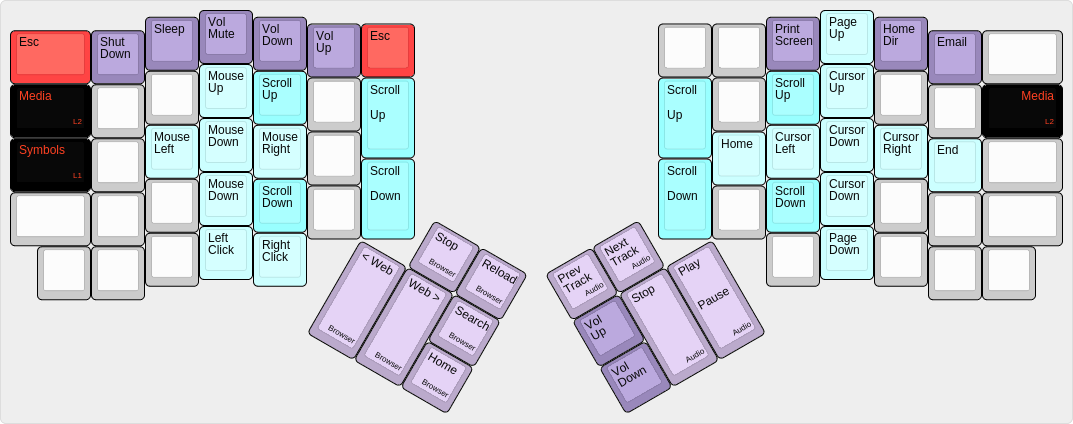 Esc
Shut
Down
Sleep
Vol
Mute
Vol
Down
Vol
Up
Esc
Media
L2
Mouse
Up
Scroll
Up
Scroll
Up
Symbols
L1
Mouse
Left
Mouse
Down
Mouse
Right
Scroll
Down
Mouse
Down
Scroll
Down
Left
Click
Right
Click
< Web
Browser
Web >
Browser
Stop
Browser
Reload
Browser
Search
Browser
Home
Browser
Print
Screen
Page
Up
Home
Dir
Email
Scroll
Up
Scroll
Up
Cursor
Up
Media
L2
Home
Cursor
Left
Cursor
Down
Cursor
Right
End
Scroll
Down
Scroll
Down
Cursor
Down
Page
Down
Prev
Track
Audio
Next
Track
Audio
Vol
Up
Vol
Down
Stop
Audio
Play
Pause
Audio